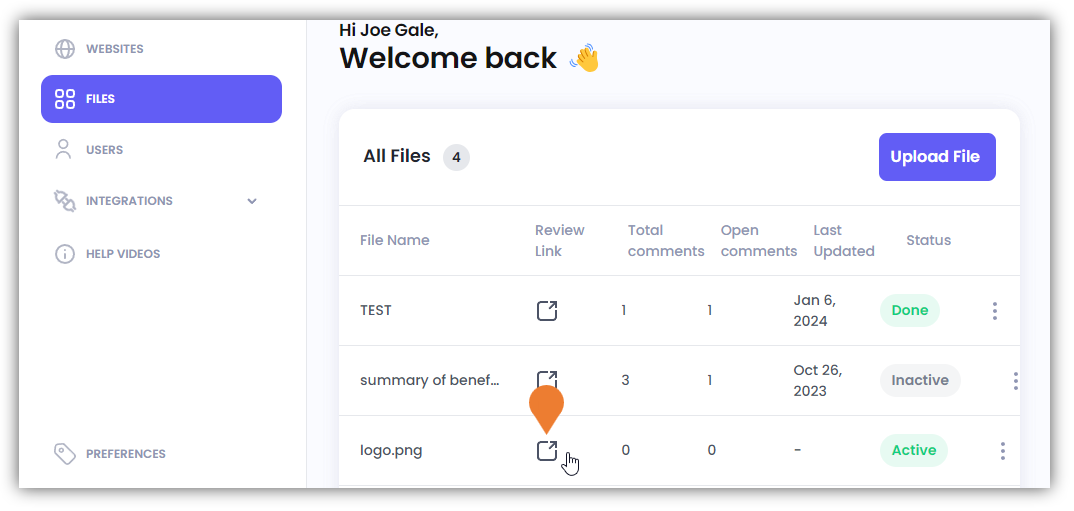 WEBSITES
FILES
USERS
INTEGRATIONS
HELP VIDEOS
PREFERENCES
Hi Joe Gale,
Welcome back 👋
All Files 4
Upload File
File Name
Review
Link
Total
comments
Open
comments
Last
Updated
Status
TEST
1
1
Jan 6,
2024
Done
summary of benef...
3
1
Oct 26,
2023
Inactive
logo.png
0
0
-
Active